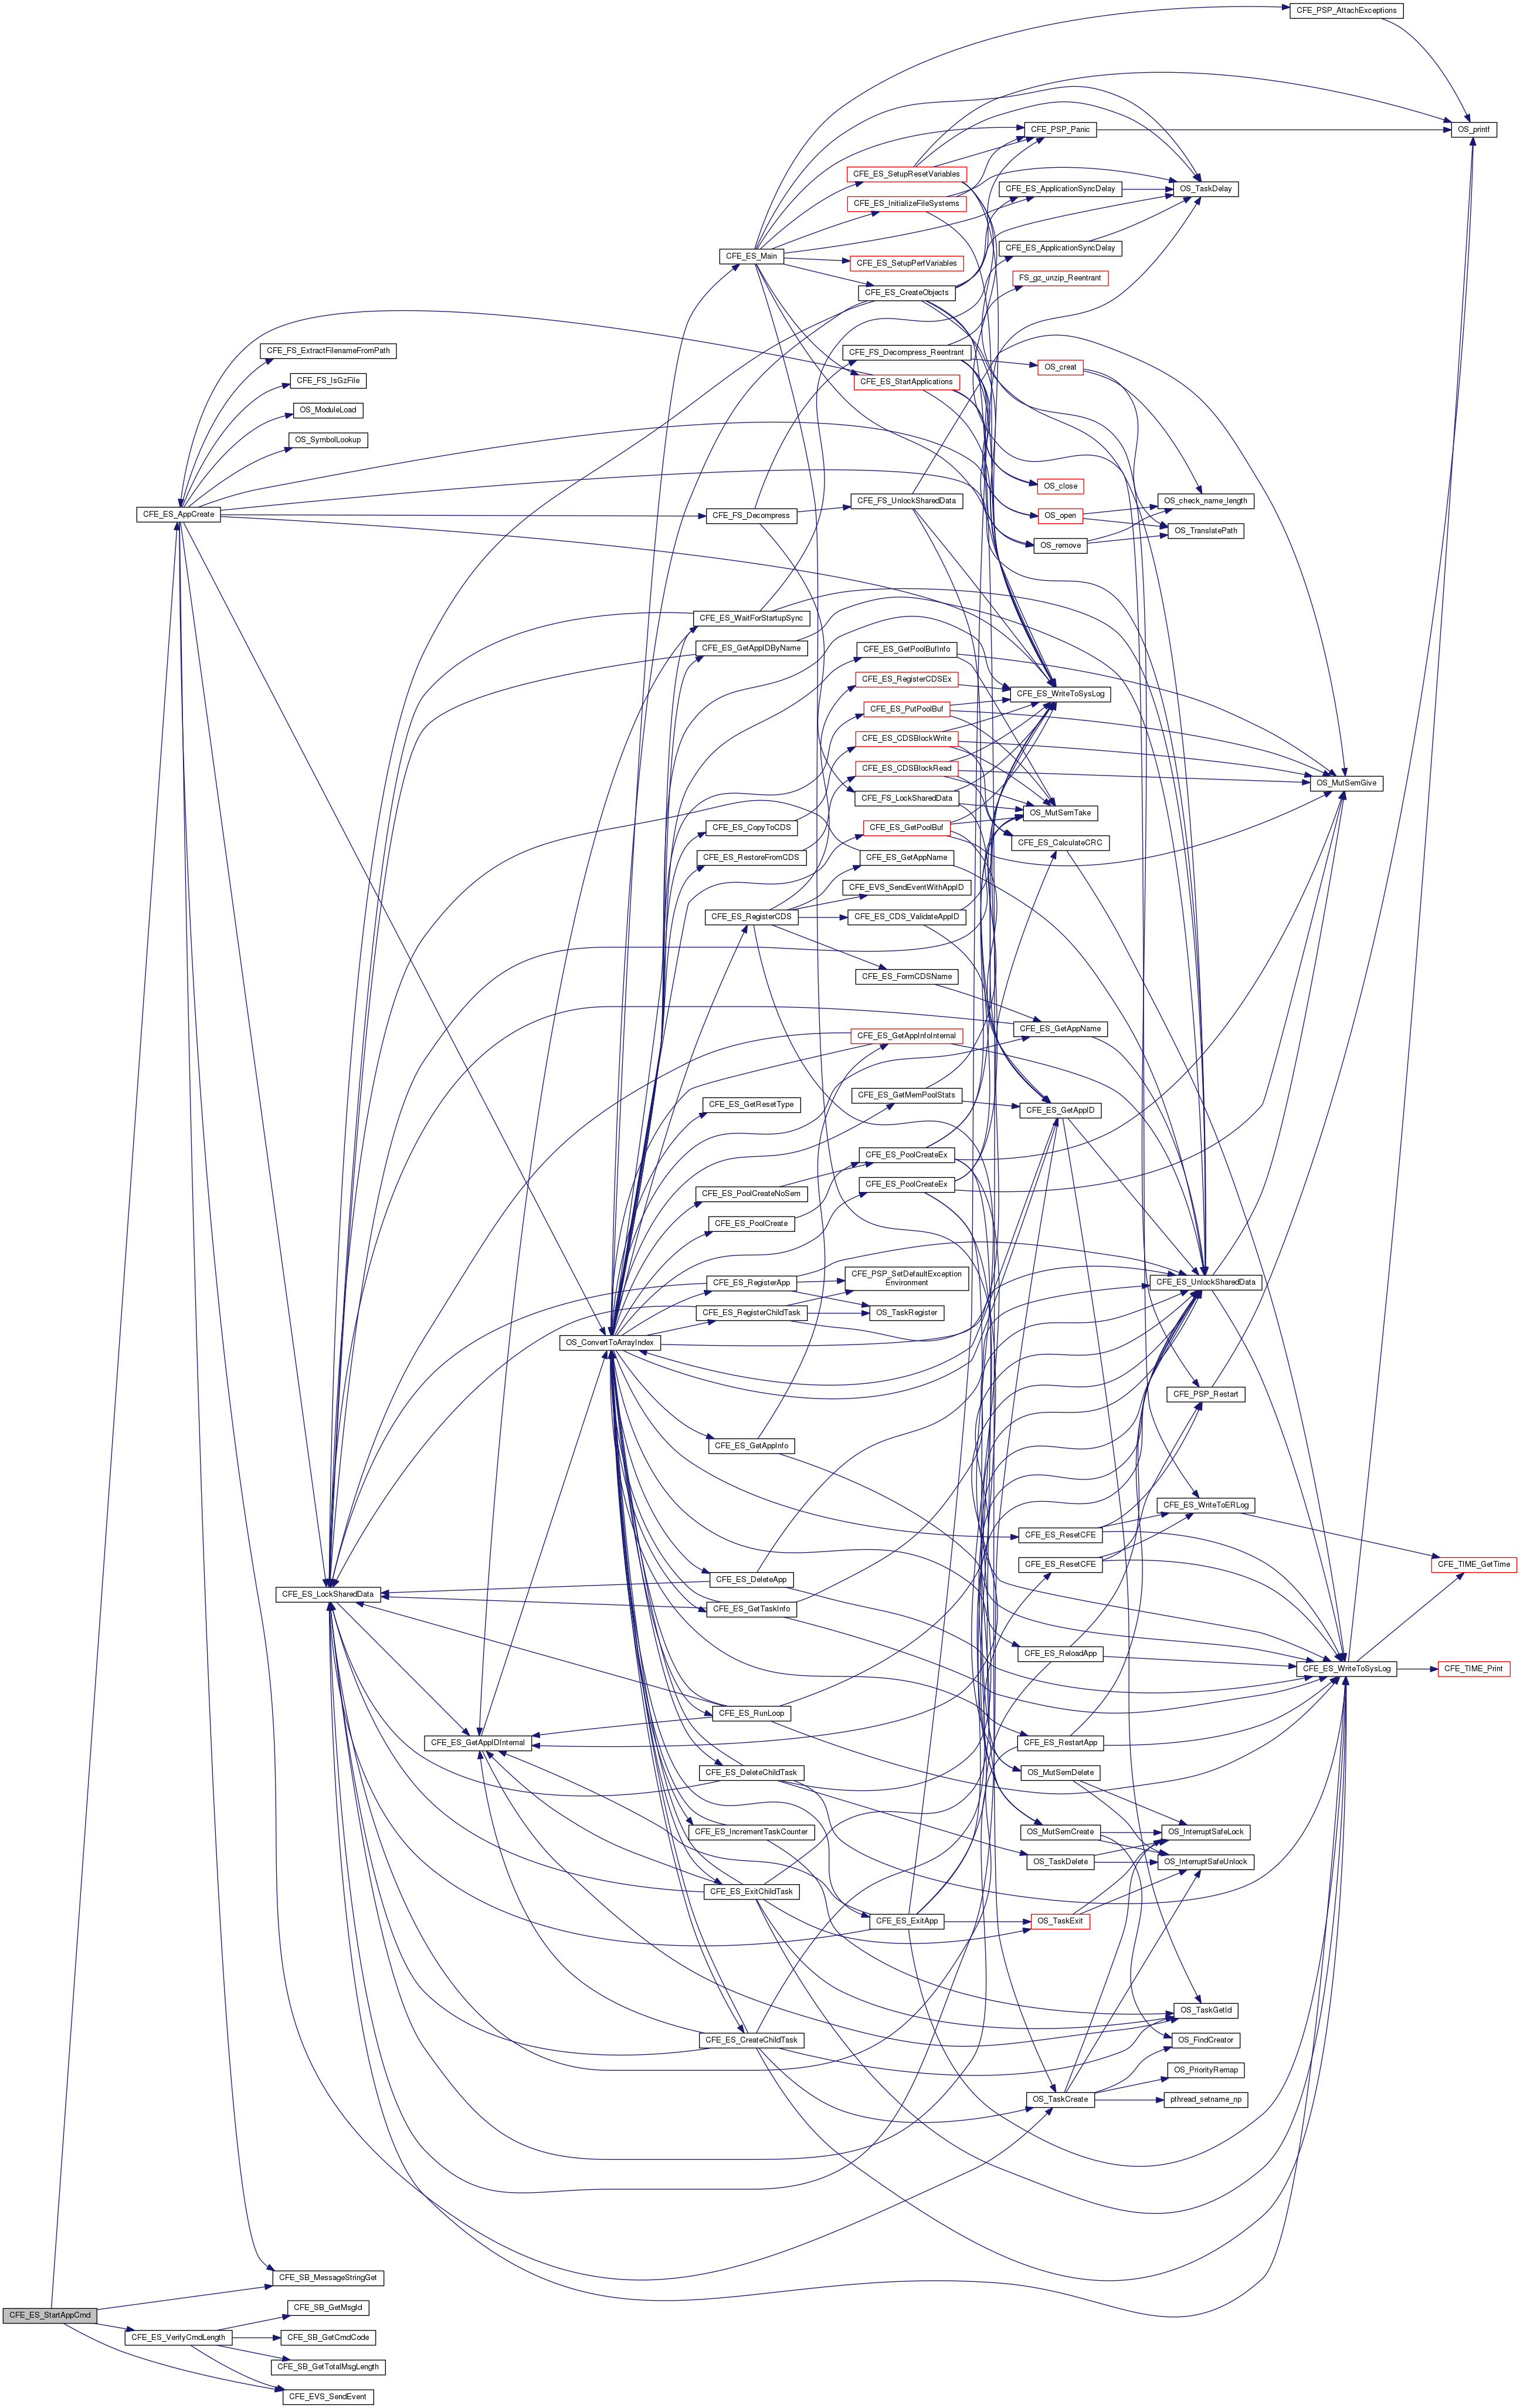 CFE_PSP_AttachExceptions
CFE_PSP_Panic
OS_printf
CFE_ES_SetupResetVariables
CFE_ES_ApplicationSyncDelay
OS_TaskDelay
CFE_ES_InitializeFileSystems
CFE_ES_Main
CFE_ES_ApplicationSyncDelay
CFE_ES_SetupPerfVariables
FS_gz_unzip_Reentrant
CFE_ES_CreateObjects
CFE_FS_ExtractFilenameFromPath
CFE_FS_Decompress_Reentrant
OS_creat
CFE_FS_IsGzFile
CFE_ES_StartApplications
OS_ModuleLoad
OS_SymbolLookup
OS_close
CFE_FS_UnlockSharedData
OS_check_name_length
CFE_ES_AppCreate
CFE_FS_Decompress
OS_open
OS_TranslatePath
OS_remove
CFE_ES_WaitForStartupSync
CFE_ES_GetAppIDByName
CFE_ES_GetPoolBufInfo
CFE_ES_RegisterCDSEx
CFE_ES_WriteToSysLog
CFE_ES_PutPoolBuf
CFE_ES_CDSBlockWrite
CFE_ES_CDSBlockRead
OS_MutSemGive
CFE_FS_LockSharedData
OS_MutSemTake
CFE_ES_CopyToCDS
CFE_ES_GetPoolBuf
CFE_ES_CalculateCRC
CFE_ES_RestoreFromCDS
CFE_ES_GetAppName
CFE_EVS_SendEventWithAppID
CFE_ES_RegisterCDS
CFE_ES_CDS_ValidateAppID
CFE_ES_FormCDSName
CFE_ES_GetAppName
CFE_ES_GetAppInfoInternal
CFE_ES_GetMemPoolStats
CFE_ES_GetResetType
CFE_ES_GetAppID
CFE_ES_PoolCreateEx
CFE_ES_PoolCreateEx
CFE_ES_PoolCreateNoSem
CFE_ES_PoolCreate
CFE_ES_RegisterApp
CFE_PSP_SetDefaultException
Environment
CFE_ES_UnlockSharedData
CFE_ES_RegisterChildTask
OS_TaskRegister
OS_ConvertToArrayIndex
CFE_PSP_Restart
CFE_ES_GetAppInfo
CFE_ES_WriteToERLog
CFE_ES_ResetCFE
CFE_ES_ResetCFE
CFE_TIME_GetTime
CFE_ES_DeleteApp
CFE_ES_LockSharedData
CFE_ES_GetTaskInfo
CFE_ES_ReloadApp
CFE_ES_WriteToSysLog
CFE_TIME_Print
CFE_ES_RunLoop
CFE_ES_GetAppIDInternal
CFE_ES_RestartApp
CFE_ES_DeleteChildTask
OS_MutSemDelete
CFE_ES_IncrementTaskCounter
OS_MutSemCreate
OS_InterruptSafeLock
OS_TaskDelete
OS_InterruptSafeUnlock
CFE_ES_ExitChildTask
CFE_ES_ExitApp
OS_TaskExit
OS_TaskGetId
CFE_ES_CreateChildTask
OS_FindCreator
OS_PriorityRemap
OS_TaskCreate
pthread_setname_np
CFE_SB_MessageStringGet
CFE_ES_StartAppCmd
CFE_SB_GetMsgId
CFE_ES_VerifyCmdLength
CFE_SB_GetCmdCode
CFE_SB_GetTotalMsgLength
CFE_EVS_SendEvent